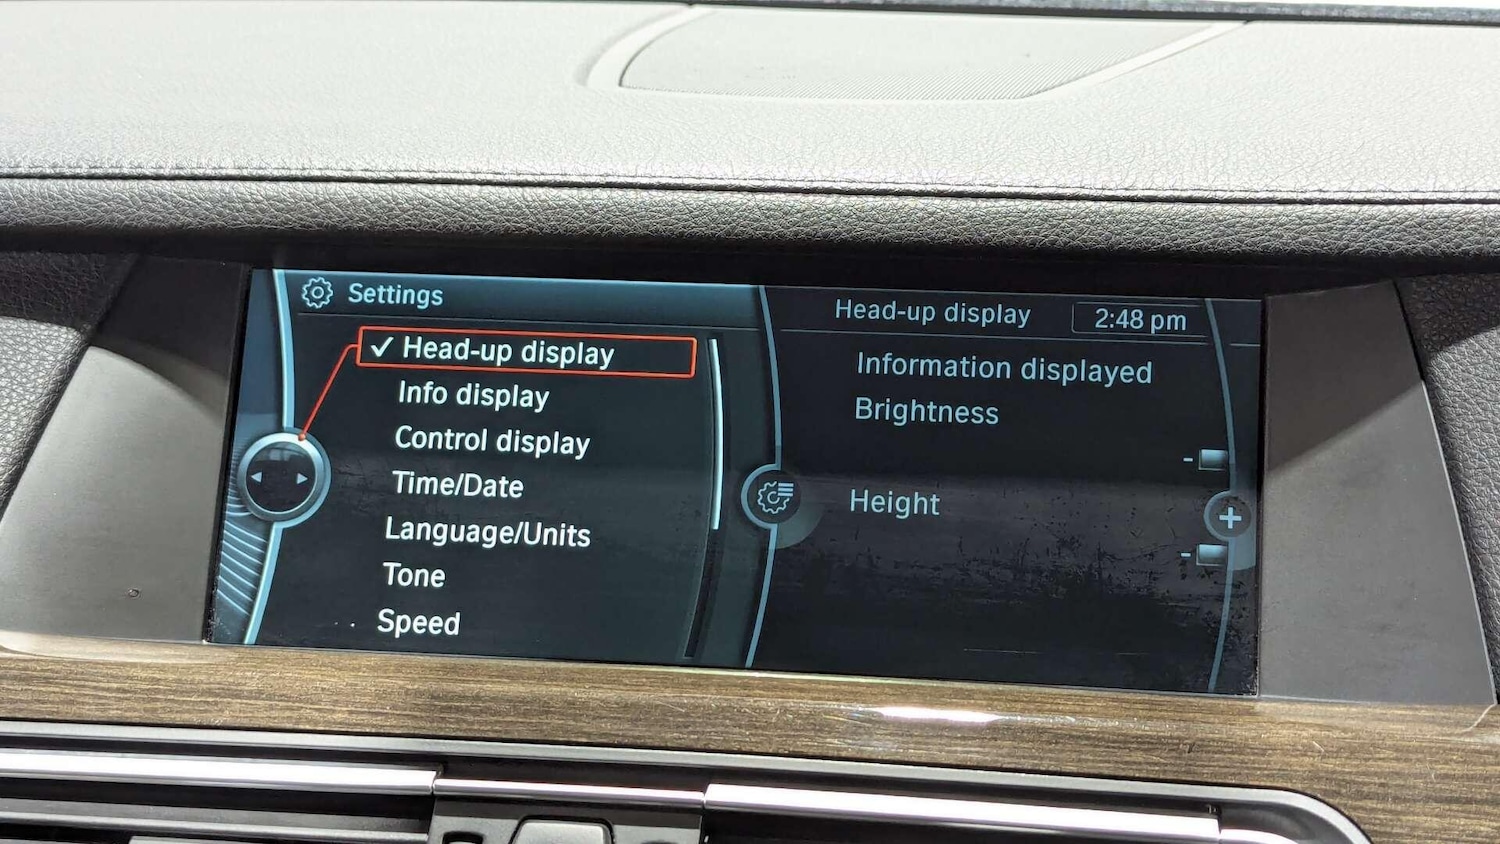 Settings
✓ Head-up display
Info display
Control display
Time/Date
Language/Units
Tone
Speed
Head-up display
2:48 pm
Information displayed
Brightness
-
Height
+
-